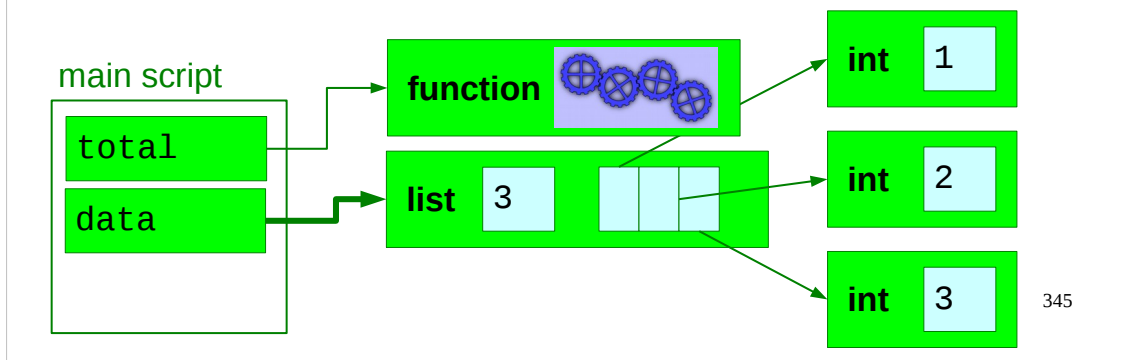 main script
total
data
function
list 3
int 1
int 2
int 3
345